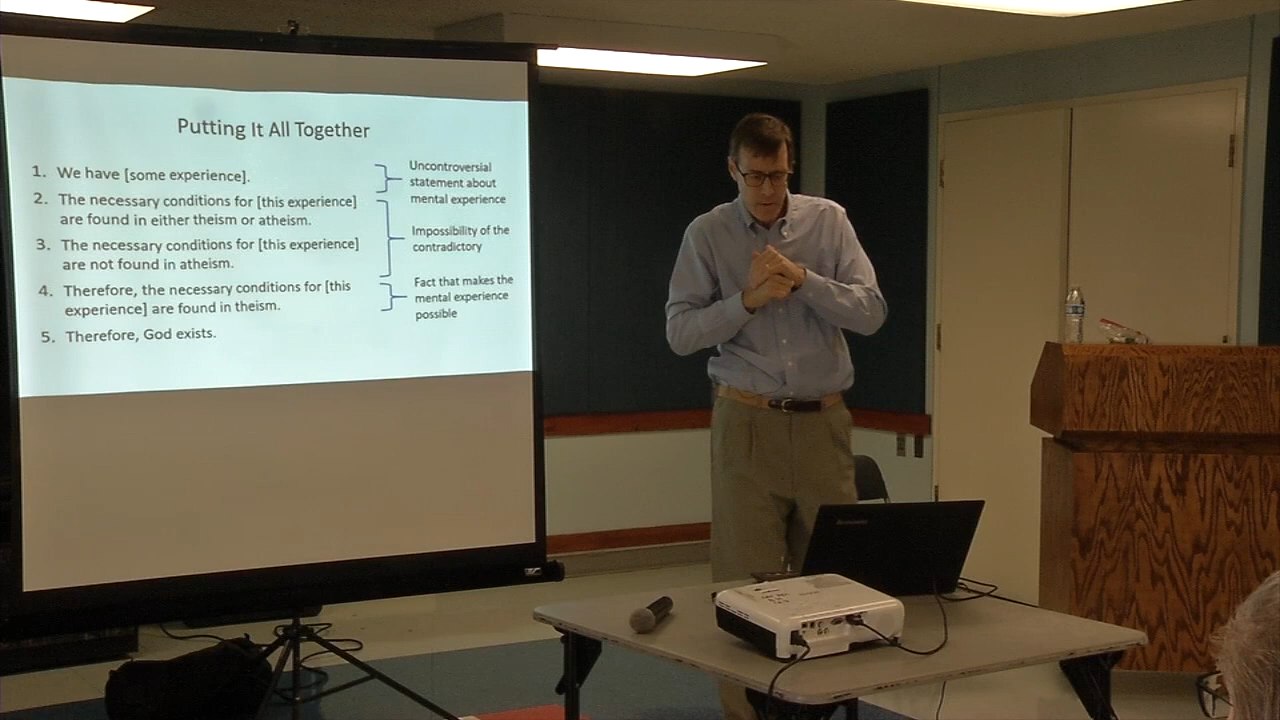 Putting It All Together
1. We have [some experience].
2. The necessary conditions for [this experience]
are found in either theism or atheism.
3. The necessary conditions for [this experience]
are not found in atheism.
4. Therefore, the necessary conditions for [this
experience] are found in theism.
5. Therefore, God exists.
Uncontroversial
statement about
mental experience
Impossibility of the
contradictory
Fact that makes the
mental experience
possible
Lenovo